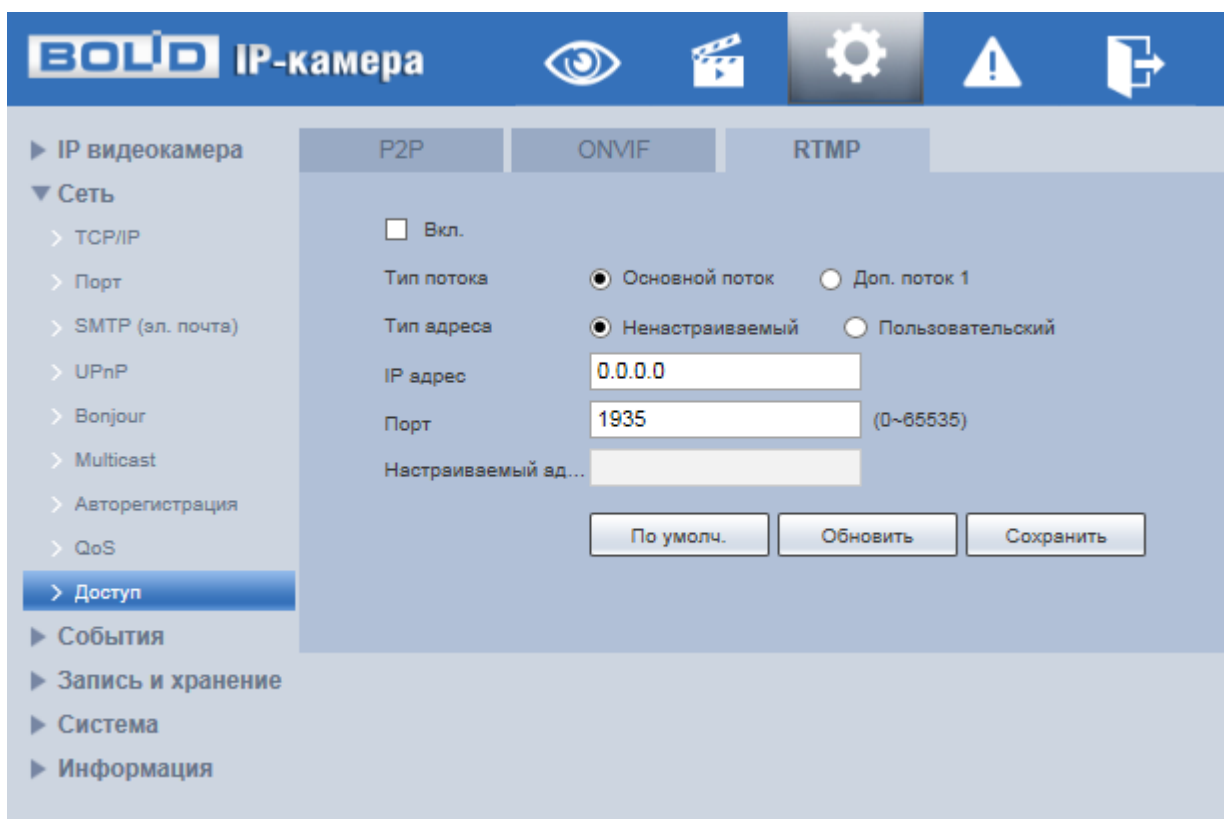 BOLID IP-камера
IP видеокамера
Сеть
TCP/IP
Порт
SMTP (эл. почта)
UPnP
Bonjour
Multicast
Авторегистрация
QoS
Доступ
События
Запись и хранение
Система
Информация
P2P ONVIF RTMP
Вкл.
Тип потока Основной поток Доп. поток 1
Тип адреса Ненастраиваемый Пользовательский
IP адрес 0.0.0.0
Порт 1935 (0~65535)
Настраиваемый ад...
По умолч. Обновить Сохранить